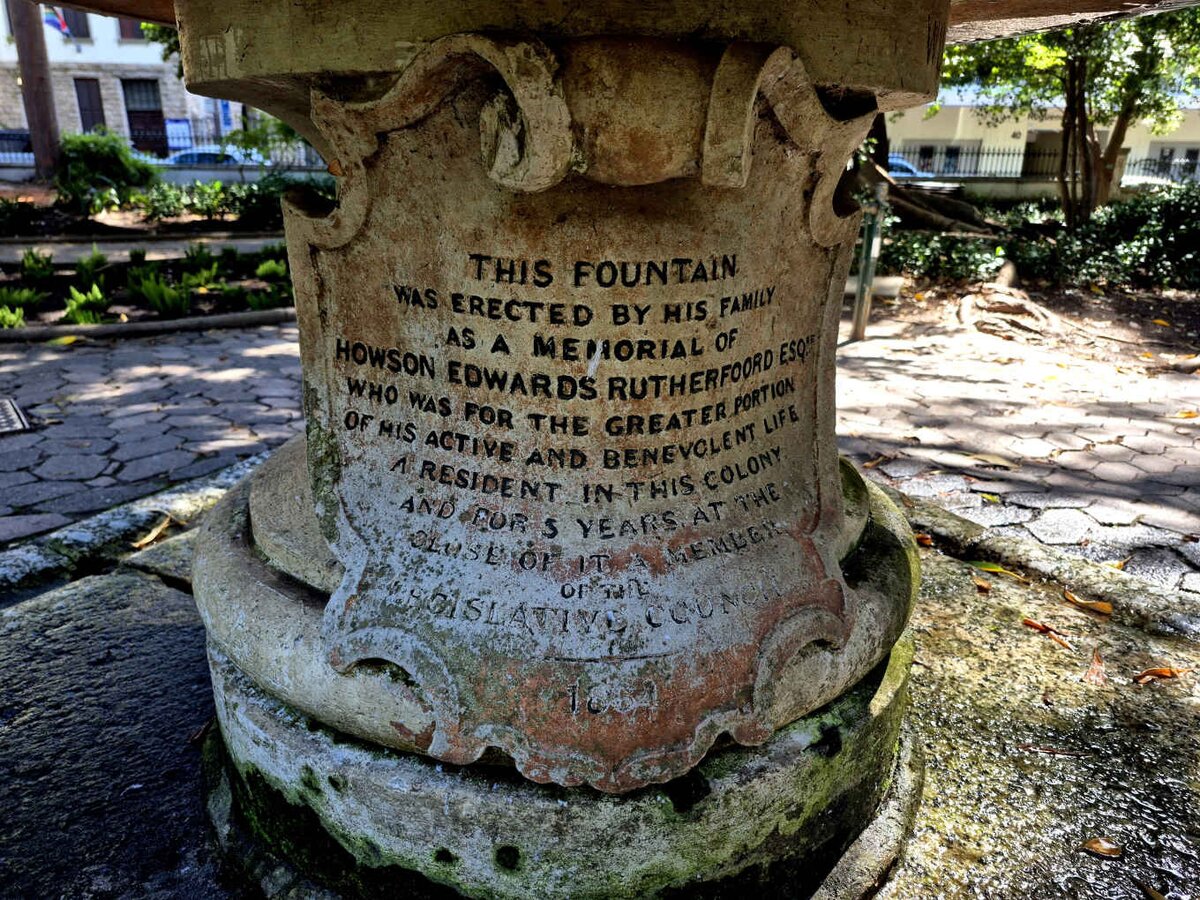 THIS FOUNTAIN
WAS ERECTED BY HIS FAMILY
AS A MEMORIAL OF
HOWSON EDWARDS RUTHERFOORD ESQRE
WHO WAS FOR THE GREATER PORTION
OF HIS ACTIVE AND BENEVOLENT LIFE
A RESIDENT IN THIS COLONY
AND FOR 5 YEARS AT THE
CLOSE OF IT A MEMBER
OF THE
LEGISLATIVE COUNCIL